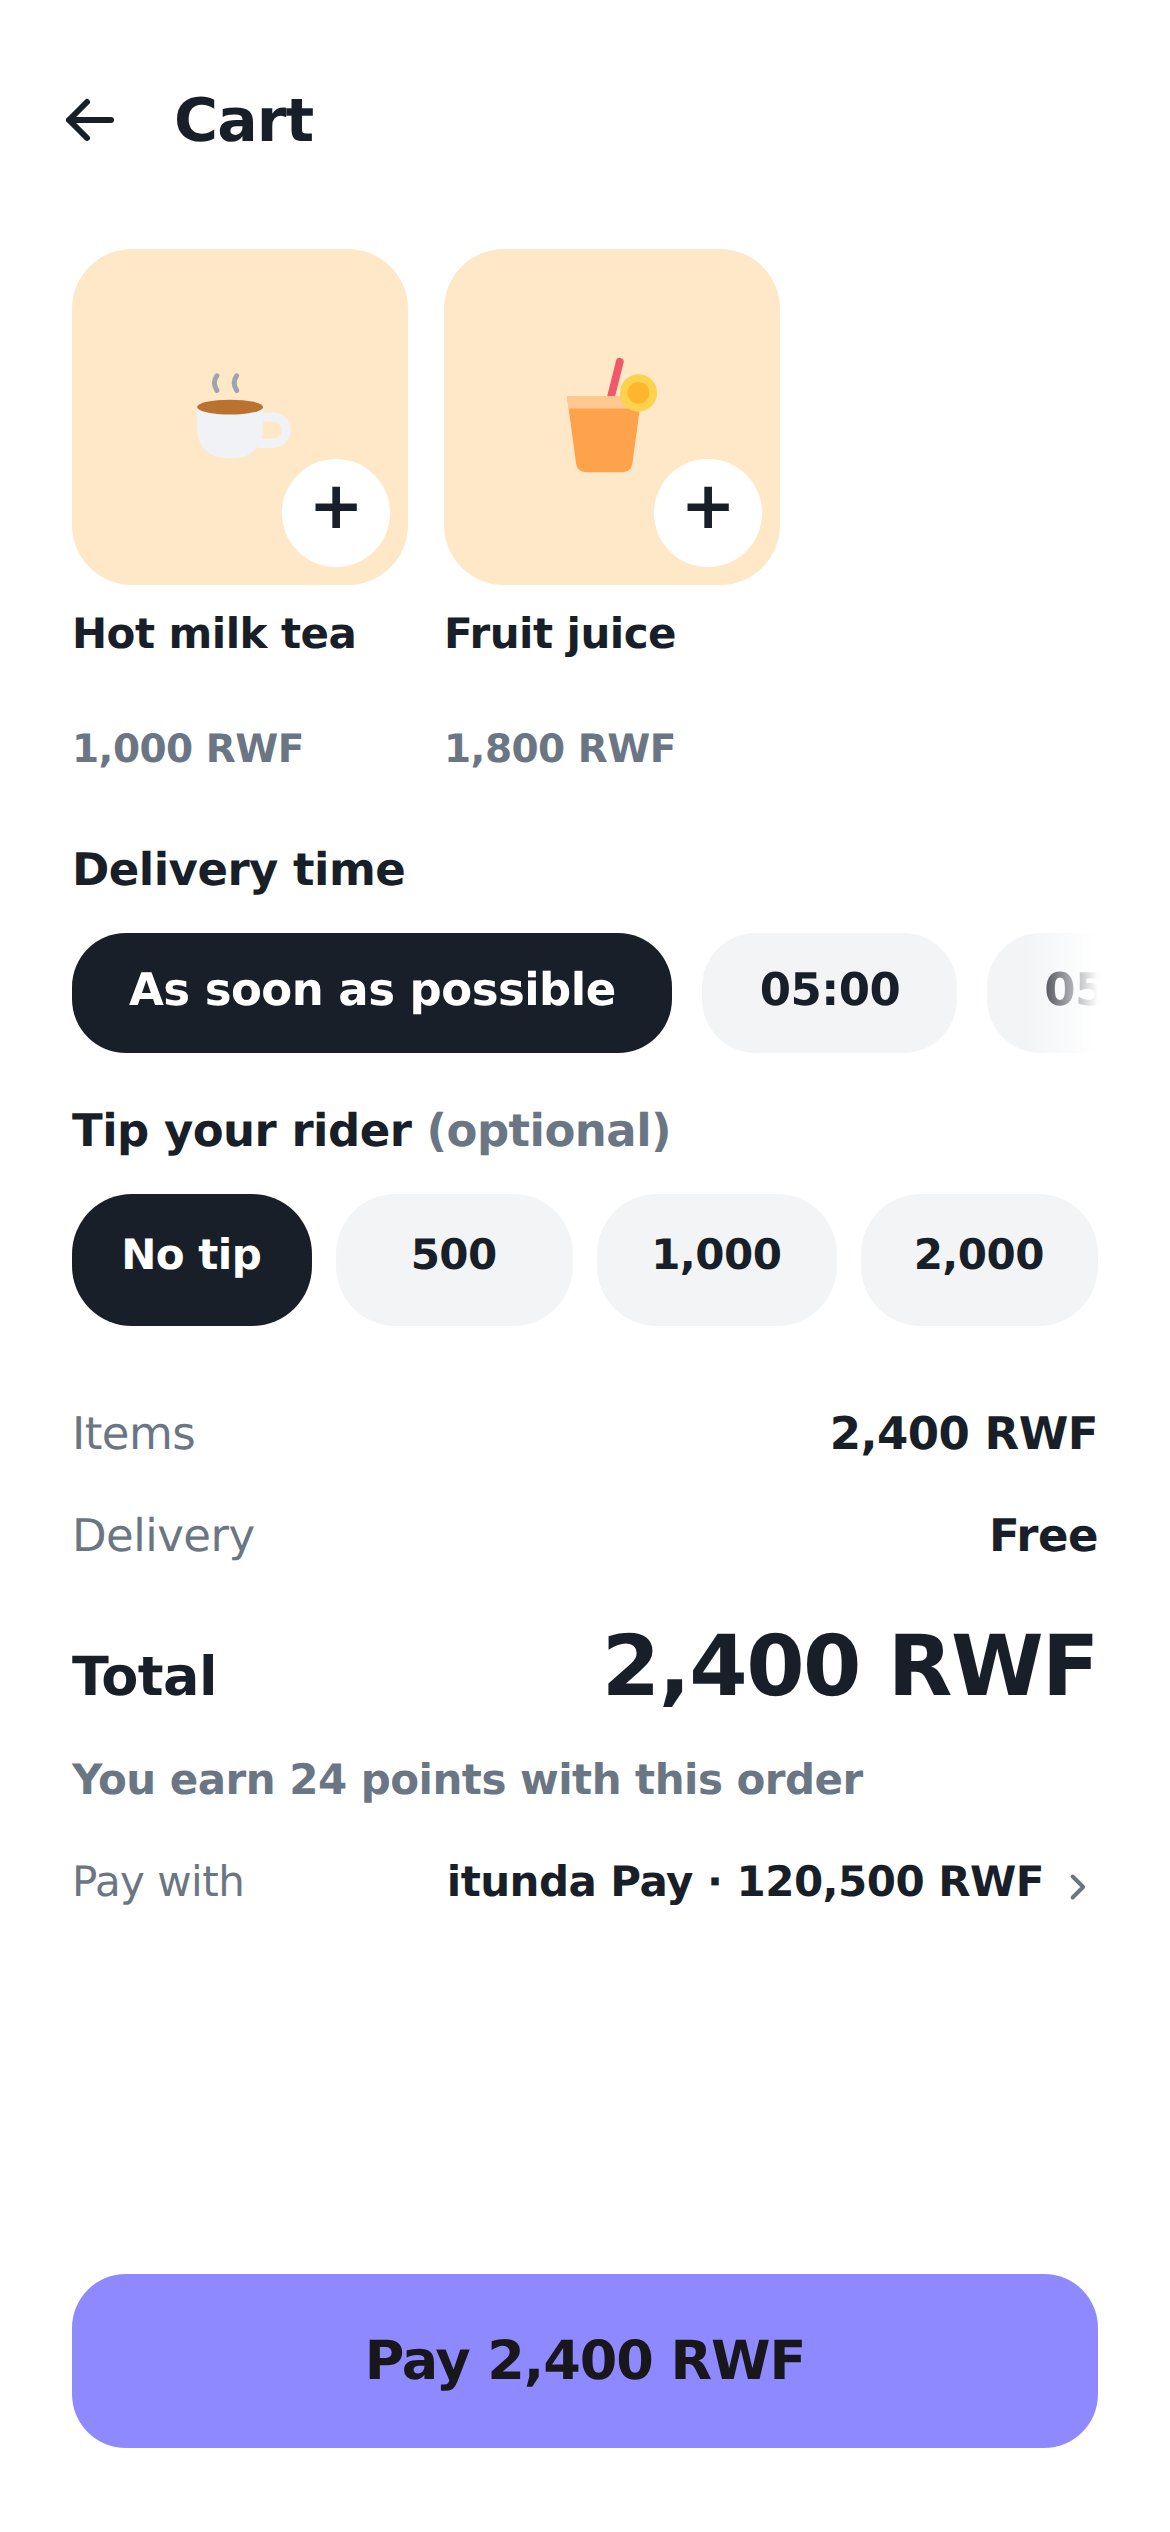 Cart
+ +
Hot milk tea Fruit juice
1,000 RWF 1,800 RWF
Delivery time
As soon as possible 05:00 05
Tip your rider (optional)
No tip 500 1,000 2,000
Items 2,400 RWF
Delivery Free
Total 2,400 RWF
You earn 24 points with this order
Pay with itunda Pay · 120,500 RWF
Pay 2,400 RWF